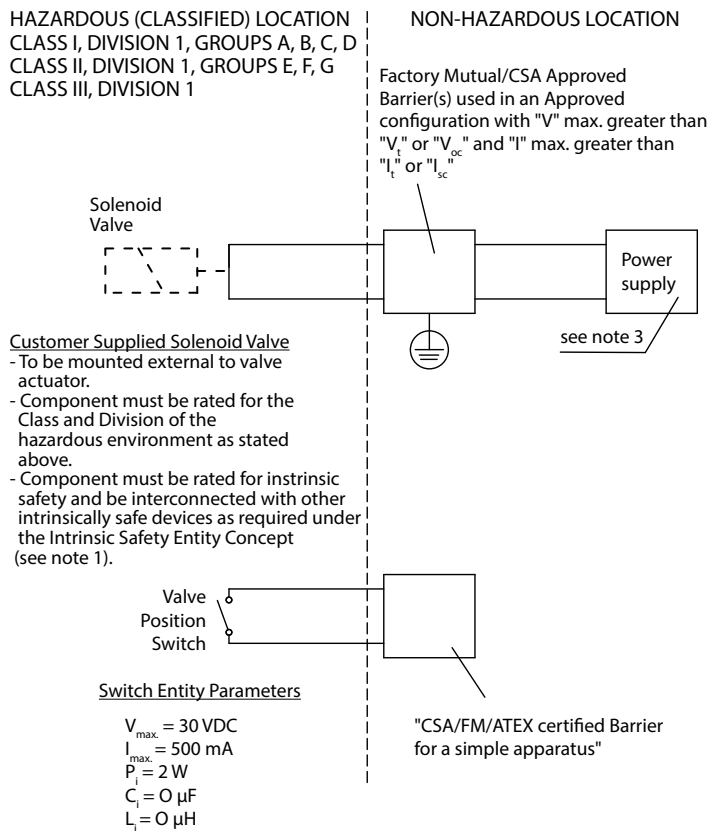 HAZARDOUS (CLASSIFIED) LOCATION
CLASS I, DIVISION 1, GROUPS A, B, C, D
CLASS II, DIVISION 1, GROUPS E, F, G
CLASS III, DIVISION 1
NON-HAZARDOUS LOCATION
Factory Mutual/CSA Approved
Barrier(s) used in an Approved
configuration with "V" max. greater than
"Vt" or "Voc" and "I" max. greater than
"It" or "Isc"
Solenoid
Valve
Power
supply
see note 3
Customer Supplied Solenoid Valve
- To be mounted external to valve
actuator.
- Component must be rated for the
Class and Division of the
hazardous environment as stated
above.
- Component must be rated for instrinsic
safety and be interconnected with other
intrinsically safe devices as required under
the Intrinsic Safety Entity Concept
(see note 1).
Valve
Position
Switch
Switch Entity Parameters
Vmax. = 30 VDC
Imax. = 500 mA
Pi = 2 W
Ci = O µF
Li = O µH
"CSA/FM/ATEX certified Barrier
for a simple apparatus"